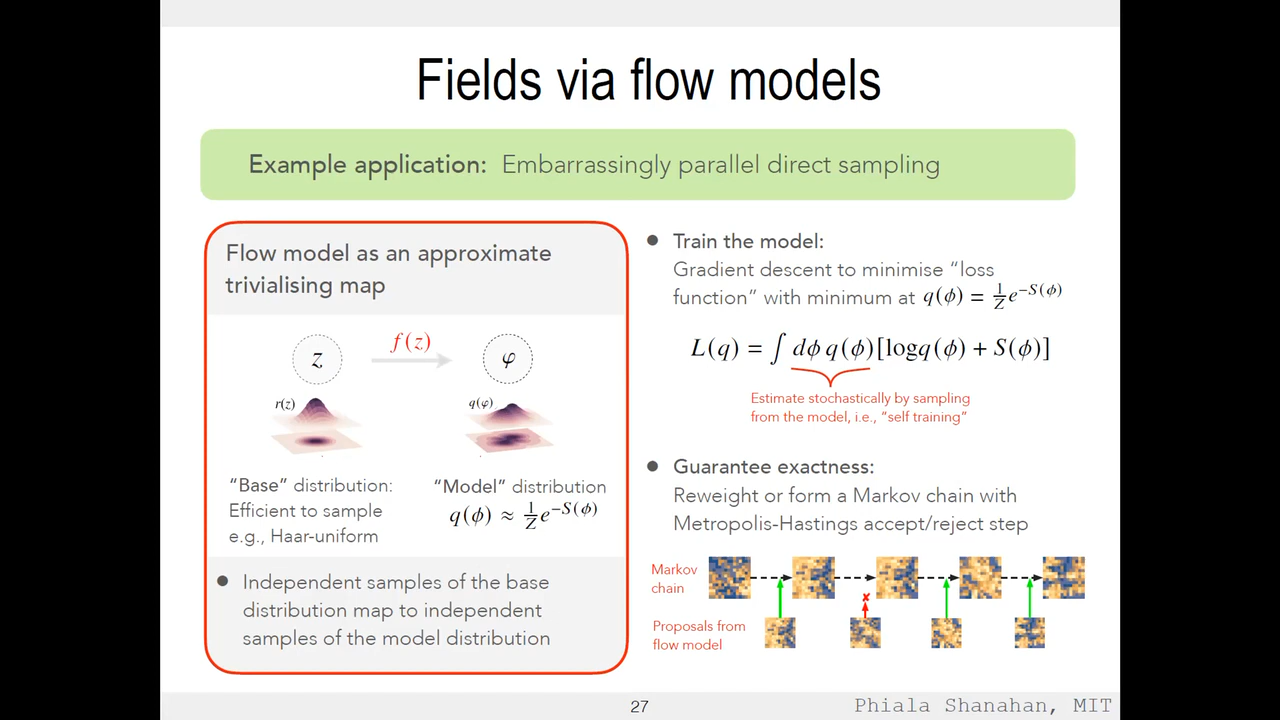 Fields via flow models
Example application: Embarrassingly parallel direct sampling
Flow model as an approximate
trivialising map
f(z)
z
φ
r(z)
q(φ)
“Base” distribution:
Efficient to sample
e.g., Haar-uniform
“Model” distribution
q(ϕ) ≈ 1/Z e^{-S(ϕ)}
● Independent samples of the base
distribution map to independent
samples of the model distribution
● Train the model:
Gradient descent to minimise “loss
function” with minimum at q(ϕ) = 1/Z e^{-S(ϕ)}
L(q) = ∫ dϕ q(ϕ)[logq(ϕ) + S(ϕ)]
Estimate stochastically by sampling
from the model, i.e., “self training”
● Guarantee exactness:
Reweight or form a Markov chain with
Metropolis-Hastings accept/reject step
Markov
chain
Proposals from
flow model
27
Phiala Shanahan, MIT